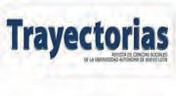 Trayectorias
REVISTA DE CIENCIAS SOCIALES
DE LA UNIVERSIDAD AUTÓNOMA DE NUEVO LEÓN